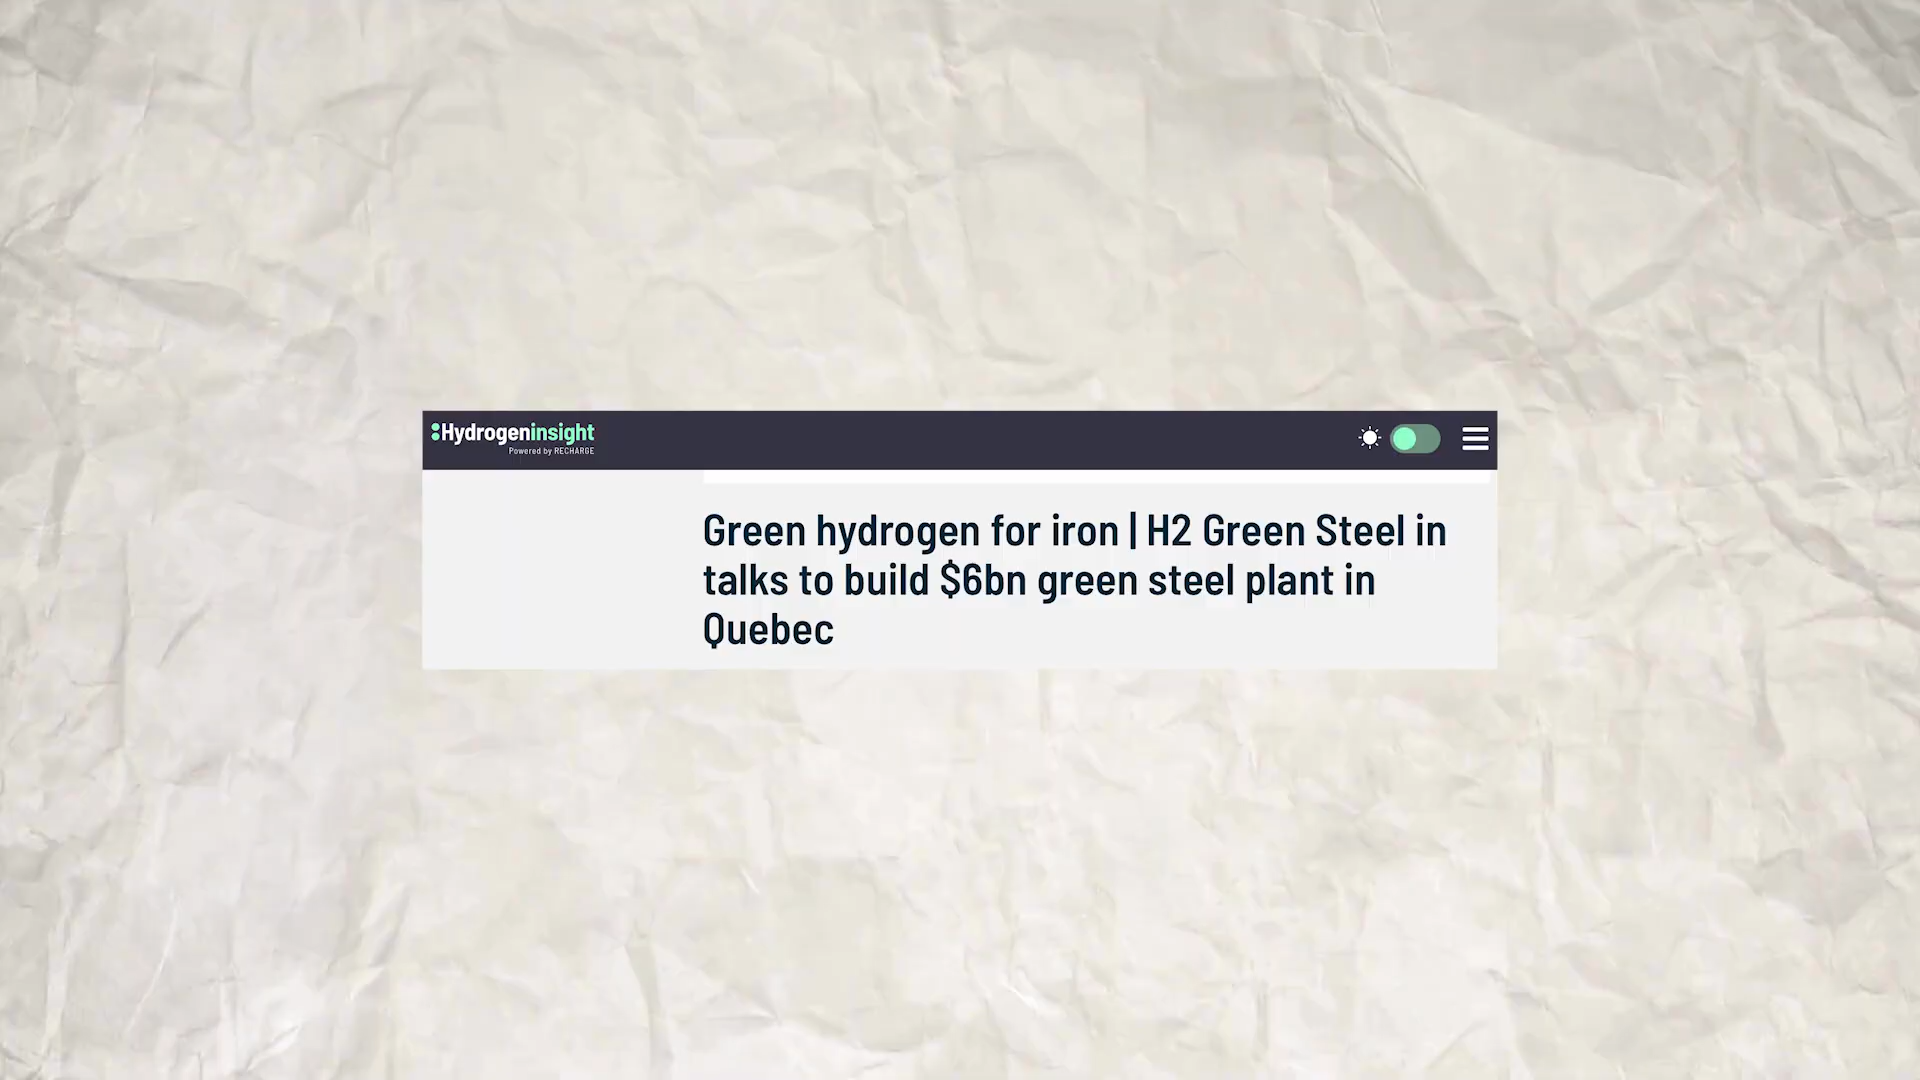 Hydrogeninsight
Powered by RECHARGE
Green hydrogen for iron | H2 Green Steel in
talks to build $6bn green steel plant in
Quebec